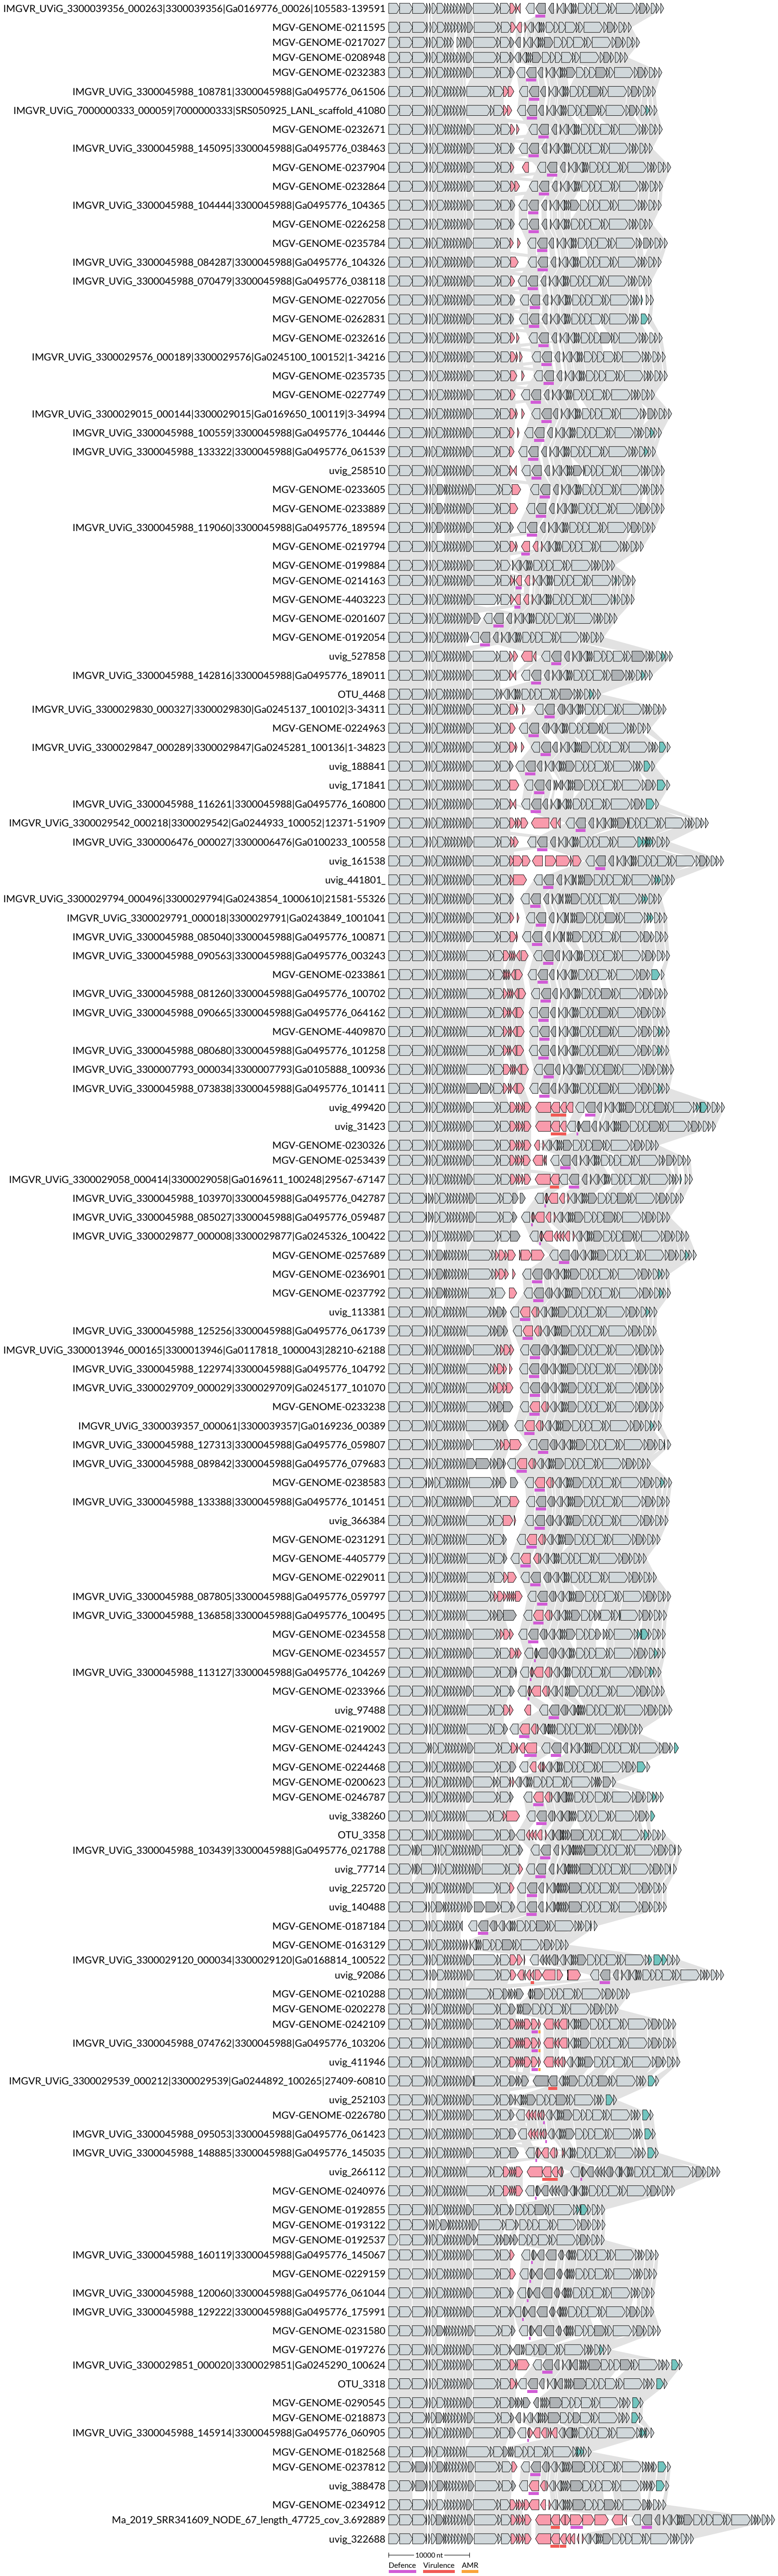 IMGVR_UViG_3300039356_000263|3300039356|Ga0169776_00026|105583-139591
MGV-GENOME-0211595
MGV-GENOME-0217027
MGV-GENOME-0208948
MGV-GENOME-0232383
IMGVR_UViG_3300045988_108781|3300045988|Ga0495776_061506
IMGVR_UViG_7000000333_000059|7000000333|SRS050925_LANL_scaffold_41080
MGV-GENOME-0232671
IMGVR_UViG_3300045988_145095|3300045988|Ga0495776_038463
MGV-GENOME-0237904
MGV-GENOME-0232864
IMGVR_UViG_3300045988_104444|3300045988|Ga0495776_104365
MGV-GENOME-0226258
MGV-GENOME-0235784
IMGVR_UViG_3300045988_084287|3300045988|Ga0495776_104326
IMGVR_UViG_3300045988_070479|3300045988|Ga0495776_038118
MGV-GENOME-0227056
MGV-GENOME-0262831
MGV-GENOME-0232616
IMGVR_UViG_3300029576_000189|3300029576|Ga0245100_100152|1-34216
MGV-GENOME-0235735
MGV-GENOME-0227749
IMGVR_UViG_3300029015_000144|3300029015|Ga0169650_100119|3-34994
IMGVR_UViG_3300045988_100559|3300045988|Ga0495776_104446
IMGVR_UViG_3300045988_133322|3300045988|Ga0495776_061539
uvig_258510
MGV-GENOME-0233605
MGV-GENOME-0233889
IMGVR_UViG_3300045988_119060|3300045988|Ga0495776_189594
MGV-GENOME-0219794
MGV-GENOME-0199884
MGV-GENOME-0214163
MGV-GENOME-4403223
MGV-GENOME-0201607
MGV-GENOME-0192054
uvig_527858
IMGVR_UViG_3300045988_142816|3300045988|Ga0495776_189011
OTU_4468
IMGVR_UViG_3300029830_000327|3300029830|Ga0245137_100102|3-34311
MGV-GENOME-0224963
IMGVR_UViG_3300029847_000289|3300029847|Ga0245281_100136|1-34823
uvig_188841
uvig_171841
IMGVR_UViG_3300045988_116261|3300045988|Ga0495776_160800
IMGVR_UViG_3300029542_000218|3300029542|Ga0244923_100052|12371-51909
IMGVR_UViG_3300006476_000027|3300006476|Ga0100233_100558
uvig_161538
uvig_441801_
IMGVR_UViG_3300029794_000496|3300029794|Ga0243854_1000610|21581-55326
IMGVR_UViG_3300029791_000018|3300029791|Ga0243849_1001041
IMGVR_UViG_3300045988_085040|3300045988|Ga0495776_100871
IMGVR_UViG_3300045988_090563|3300045988|Ga0495776_003243
MGV-GENOME-0233861
IMGVR_UViG_3300045988_081260|3300045988|Ga0495776_100702
IMGVR_UViG_3300045988_090665|3300045988|Ga0495776_064162
MGV-GENOME-4409870
IMGVR_UViG_3300045988_080680|3300045988|Ga0495776_101258
IMGVR_UViG_3300007793_000034|3300007793|Ga0105888_100936
IMGVR_UViG_3300045988_073838|3300045988|Ga0495776_101411
uvig_499420
uvig_31423
MGV-GENOME-0230326
MGV-GENOME-0253439
IMGVR_UViG_3300029058_000414|3300029058|Ga0169611_100248|29567-67147
IMGVR_UViG_3300045988_103970|3300045988|Ga0495776_042787
IMGVR_UViG_3300045988_085027|3300045988|Ga0495776_059487
IMGVR_UViG_3300029877_000008|3300029877|Ga0245326_100422
MGV-GENOME-0257689
MGV-GENOME-0236901
MGV-GENOME-0237792
uvig_113381
IMGVR_UViG_3300045988_125256|3300045988|Ga0495776_061739
IMGVR_UViG_3300013946_000165|3300013946|Ga0117818_1000043|28210-62188
IMGVR_UViG_3300045988_122974|3300045988|Ga0495776_104792
IMGVR_UViG_3300029709_000029|3300029709|Ga0245177_101070
MGV-GENOME-0233238
IMGVR_UViG_3300039357_000061|3300039357|Ga0169236_00389
IMGVR_UViG_3300045988_127313|3300045988|Ga0495776_059807
IMGVR_UViG_3300045988_089842|3300045988|Ga0495776_079683
MGV-GENOME-0238583
IMGVR_UViG_3300045988_133388|3300045988|Ga0495776_101451
uvig_366384
MGV-GENOME-0231291
MGV-GENOME-4405779
MGV-GENOME-0229011
IMGVR_UViG_3300045988_087805|3300045988|Ga0495776_059797
IMGVR_UViG_3300045988_136858|3300045988|Ga0495776_100495
MGV-GENOME-0234558
MGV-GENOME-0234557
IMGVR_UViG_3300045988_113127|3300045988|Ga0495776_104269
MGV-GENOME-0233966
uvig_97488
MGV-GENOME-0219002
MGV-GENOME-0244243
MGV-GENOME-0224468
MGV-GENOME-0200623
MGV-GENOME-0246787
uvig_338260
OTU_3358
IMGVR_UViG_3300045988_103439|3300045988|Ga0495776_021788
uvig_77714
uvig_225720
uvig_140488
MGV-GENOME-0187184
MGV-GENOME-0163129
IMGVR_UViG_3300029120_000034|3300029120|Ga0168814_100522
uvig_92086
MGV-GENOME-0210288
MGV-GENOME-0202278
MGV-GENOME-0242109
IMGVR_UViG_3300045988_074762|3300045988|Ga0495776_103206
uvig_411946
IMGVR_UViG_3300029539_000212|3300029539|Ga0244892_100265|27409-60810
uvig_252103
MGV-GENOME-0226780
IMGVR_UViG_3300045988_095053|3300045988|Ga0495776_061423
IMGVR_UViG_3300045988_148885|3300045988|Ga0495776_145035
uvig_266112
MGV-GENOME-0240976
MGV-GENOME-0192855
MGV-GENOME-0193122
MGV-GENOME-0192537
IMGVR_UViG_3300045988_160119|3300045988|Ga0495776_145067
MGV-GENOME-0229159
IMGVR_UViG_3300045988_120060|3300045988|Ga0495776_061044
IMGVR_UViG_3300045988_129222|3300045988|Ga0495776_175991
MGV-GENOME-0231580
MGV-GENOME-0197276
IMGVR_UViG_3300029851_000020|3300029851|Ga0245290_100624
OTU_3318
MGV-GENOME-0290545
MGV-GENOME-0218873
IMGVR_UViG_3300045988_145914|3300045988|Ga0495776_060905
MGV-GENOME-0182568
MGV-GENOME-0237812
uvig_388478
MGV-GENOME-0234912
Ma_2019_SRR341609_NODE_67_length_47725_cov_3.692889
uvig_322688
10000 nt
Defence Virulence AMR